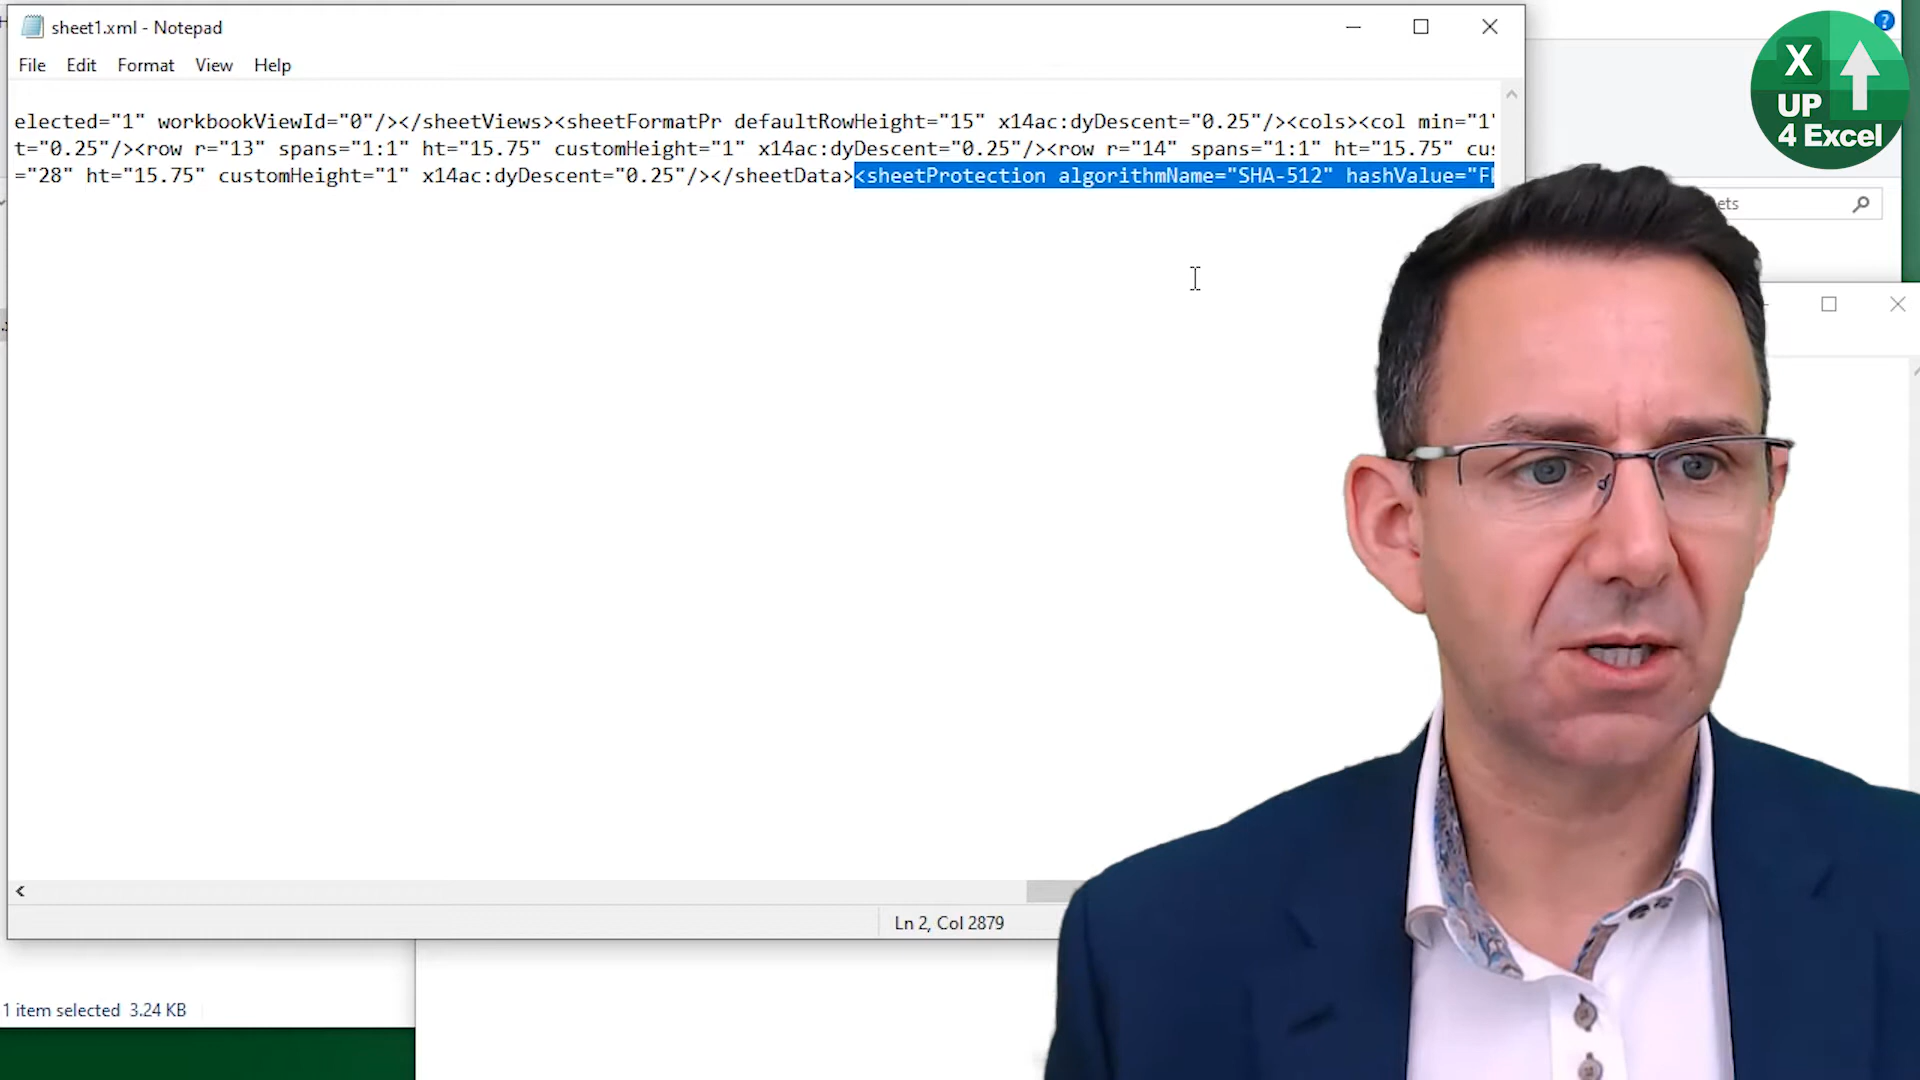 sheet1.xml - Notepad
File Edit Format View Help
elected="1" workbookViewId="0"/></sheetViews><sheetFormatPr defaultRowHeight="15" x14ac:dyDescent="0.25"/><cols><col min="1"
t="0.25"/><row r="13" spans="1:1" ht="15.75" customHeight="1" x14ac:dyDescent="0.25"/><row r="14" spans="1:1" ht="15.75" cus
="28" ht="15.75" customHeight="1" x14ac:dyDescent="0.25"/></sheetData><sheetProtection algorithmName="SHA-512" hashValue="F
Ln 2, Col 2879
1 item selected 3.24 KB
ets
?
X
UP
4 Excel